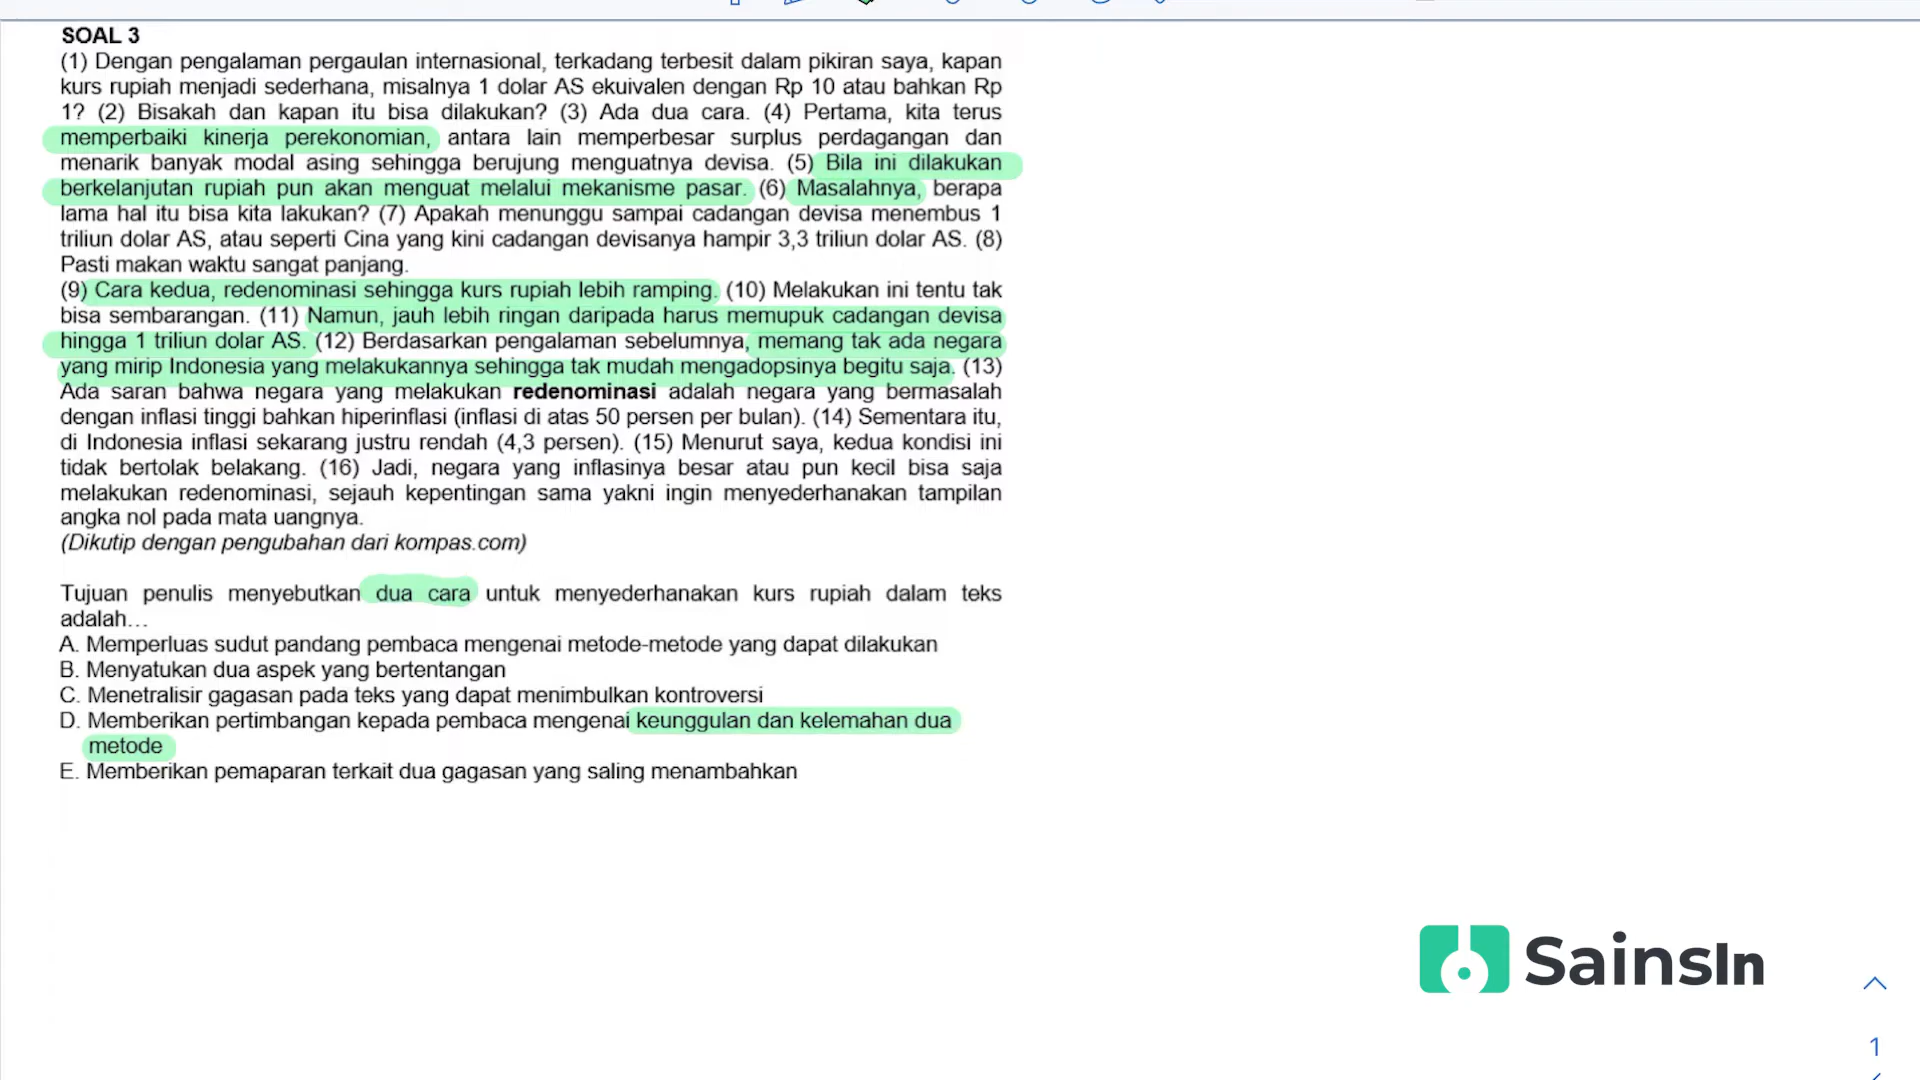 SOAL 3
(1) Dengan pengalaman pergaulan internasional, terkadang terbesit dalam pikiran saya, kapan
kurs rupiah menjadi sederhana, misalnya 1 dolar AS ekuivalen dengan Rp 10 atau bahkan Rp
1? (2) Bisakah dan kapan itu bisa dilakukan? (3) Ada dua cara. (4) Pertama, kita terus
memperbaiki kinerja perekonomian, antara lain memperbesar surplus perdagangan dan
menarik banyak modal asing sehingga berujung menguatnya devisa. (5) Bila ini dilakukan
berkelanjutan rupiah pun akan menguat melalui mekanisme pasar. (6) Masalahnya, berapa
lama hal itu bisa kita lakukan? (7) Apakah menunggu sampai cadangan devisa menembus 1
triliun dolar AS, atau seperti Cina yang kini cadangan devisanya hampir 3,3 triliun dolar AS. (8)
Pasti makan waktu sangat panjang.
(9) Cara kedua, redenominasi sehingga kurs rupiah lebih ramping. (10) Melakukan ini tentu tak
bisa sembarangan. (11) Namun, jauh lebih ringan daripada harus memupuk cadangan devisa
hingga 1 triliun dolar AS. (12) Berdasarkan pengalaman sebelumnya, memang tak ada negara
yang mirip Indonesia yang melakukannya sehingga tak mudah mengadopsinya begitu saja. (13)
Ada saran bahwa negara yang melakukan redenominasi adalah negara yang bermasalah
dengan inflasi tinggi bahkan hiperinflasi (inflasi di atas 50 persen per bulan). (14) Sementara itu,
di Indonesia inflasi sekarang justru rendah (4,3 persen). (15) Menurut saya, kedua kondisi ini
tidak bertolak belakang. (16) Jadi, negara yang inflasinya besar atau pun kecil bisa saja
melakukan redenominasi, sejauh kepentingan sama yakni ingin menyederhanakan tampilan
angka nol pada mata uangnya.
(Dikutip dengan pengubahan dari kompas.com)
Tujuan penulis menyebutkan dua cara untuk menyederhanakan kurs rupiah dalam teks
adalah…
A. Memperluas sudut pandang pembaca mengenai metode-metode yang dapat dilakukan
B. Menyatukan dua aspek yang bertentangan
C. Menetralisir gagasan pada teks yang dapat menimbulkan kontroversi
D. Memberikan pertimbangan kepada pembaca mengenai keunggulan dan kelemahan dua
metode
E. Memberikan pemaparan terkait dua gagasan yang saling menambahkan
SainsIn
1